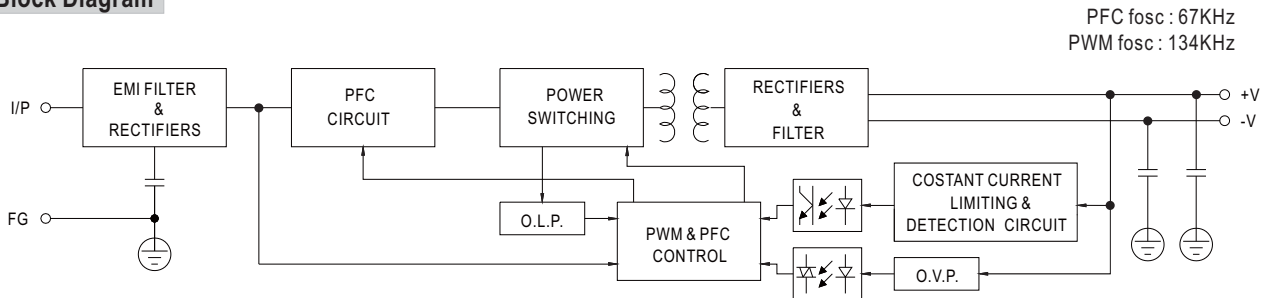 Block Diagram
PFC fosc : 67KHz
PWM fosc : 134KHz
I/P
EMI FILTER
&
RECTIFIERS
PFC
CIRCUIT
POWER
SWITCHING
RECTIFIERS
&
FILTER
+V
-V
FG
O.L.P.
PWM & PFC
CONTROL
COSTANT CURRENT
LIMITING &
DETECTION CIRCUIT
O.V.P.